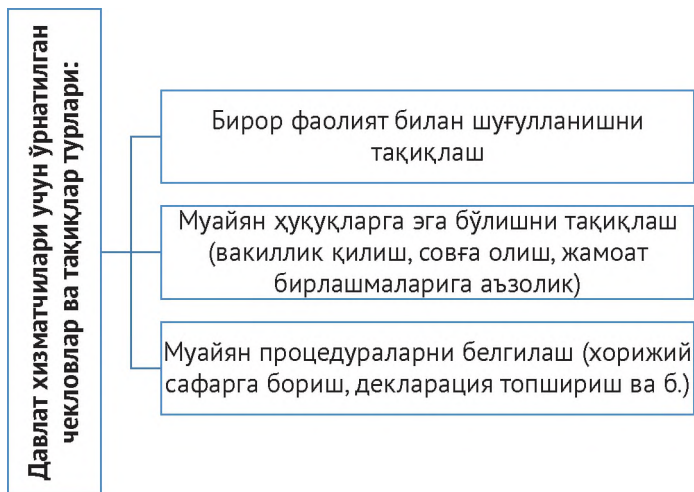 Давлат хизматчилари учун ўрнатилган
чекловлар ва тақиқлар турлари:
Бирор фаолият билан шуғулланишни
тақиқлаш
Муайян ҳуқуқларга эга бўлишни тақиқлаш
(вакиллик қилиш, совға олиш, жамоат
бирлашмаларига аъзолик)
Муайян процедураларни белгилаш (хорижий
сафарга бориш, декларация топшириш ва б.)